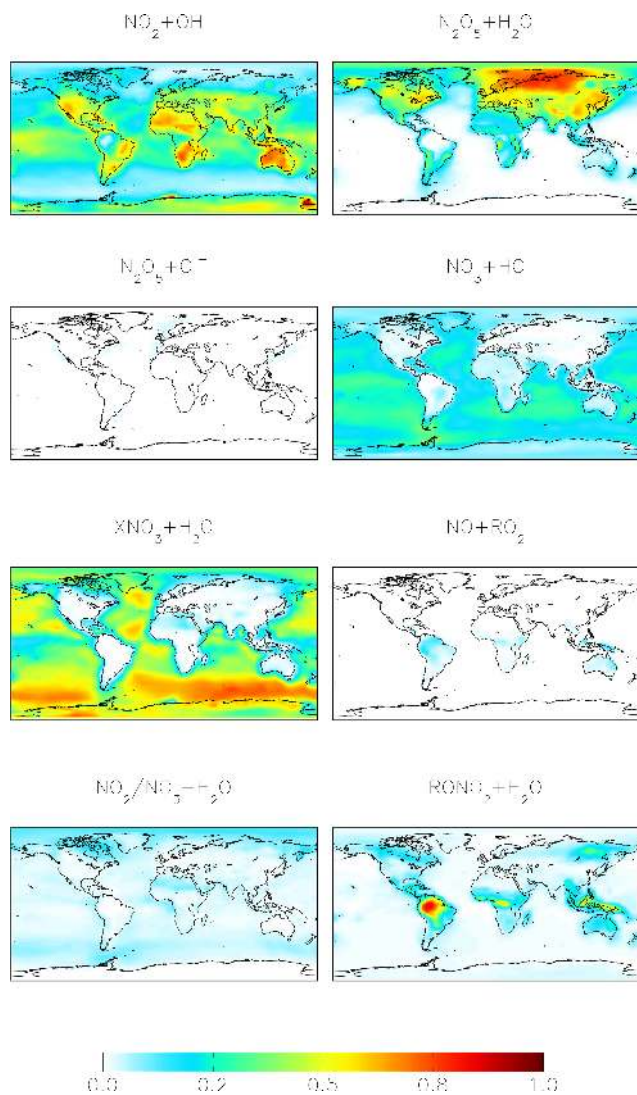 NO₂+OH
N₂O₅+H₂O
N₂O₅+Cl⁻
NO₃+HC
XNO₃+H₂O
NO+RO₂
NO₂/NO₃+H₂O
RONO₂+H₂O
0.0 0.2 0.5 0.8 1.0